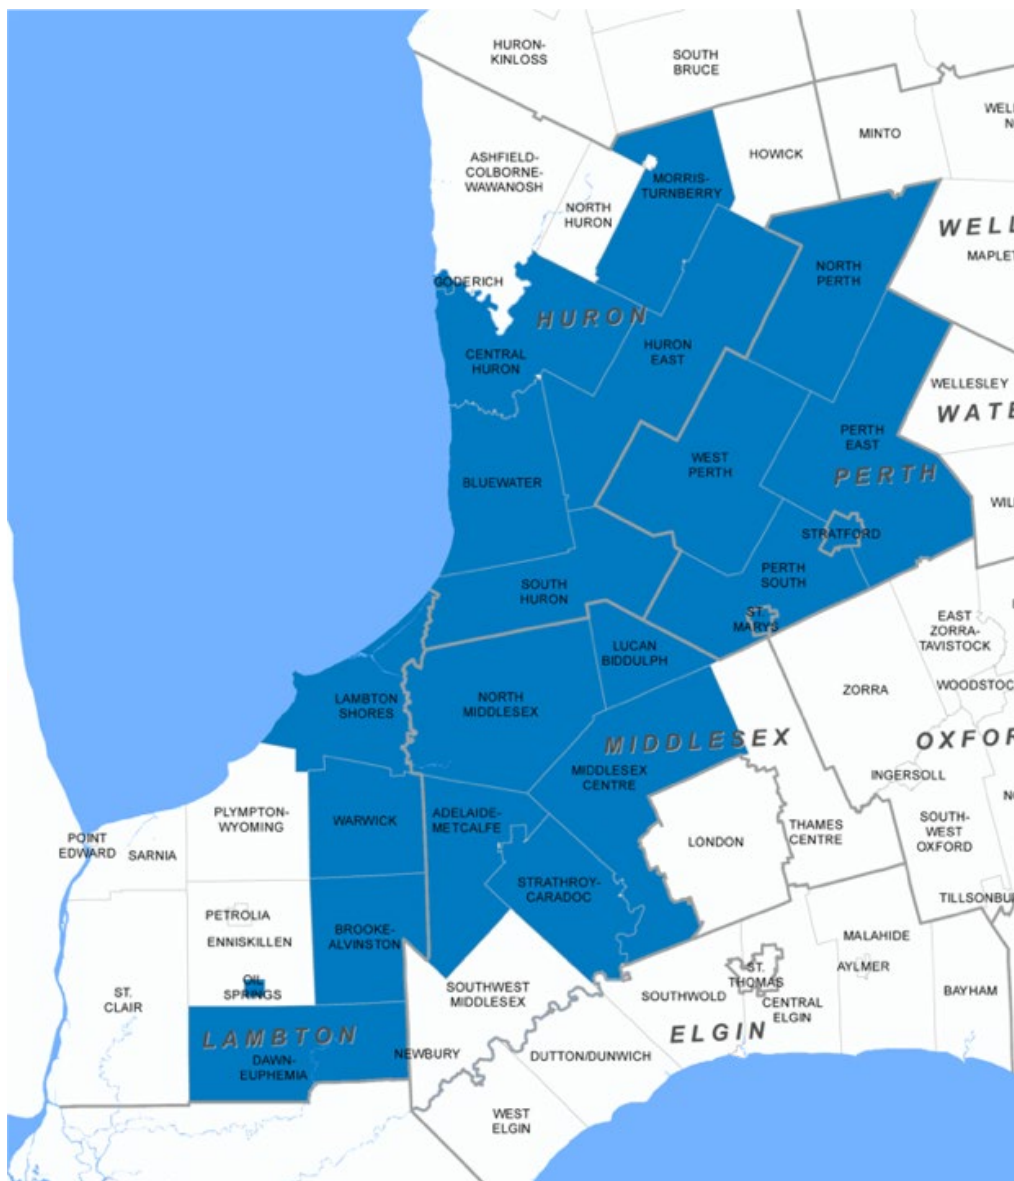 HURON-
KINLOSS
SOUTH
BRUCE
MINTO
HOWICK
ASHFIELD-
COLBORNE-
WAWANOSH
MORRIS-
TURNBERRY
NORTH
HURON
WELL
MAPLET
NORTH
PERTH
GODERICH
HURON
CENTRAL
HURON
HURON
EAST
WELLESLEY
WATE
PERTH
EAST
WEST
PERTH
PERTH
BLUEWATER
WIL
STRATFORD
PERTH
SOUTH
SOUTH
HURON
ST.
MARYS
EAST
ZORRA-
TAVISTOCK
LUCAN
BIDDULPH
ZORRA
WOODSTOC
LAMBTON
SHORES
NORTH
MIDDLESEX
MIDDLESEX
OXFOR
MIDDLESEX
CENTRE
INGERSOLL
PLYMPTON-
WYOMING
WARWICK
ADELAIDE-
METCALFE
THAMES
CENTRE
SOUTH-
WEST
OXFORD
POINT
EDWARD
SARNIA
LONDON
STRATHROY-
CARADOC
TILLSONBU
PETROLIA
ENNISKILLEN
BROOKE-
ALVINSTON
MALAHIDE
AYLMER
OIL
SPRINGS
SOUTHWEST
MIDDLESEX
SOUTHWOLD
ST.
THOMAS
BAYHAM
ST.
CLAIR
CENTRAL
ELGIN
LAMBTON
ELGIN
NEWBURY
DUTTON/DUNWICH
DAWN-
EUPHEMIA
WEST
ELGIN